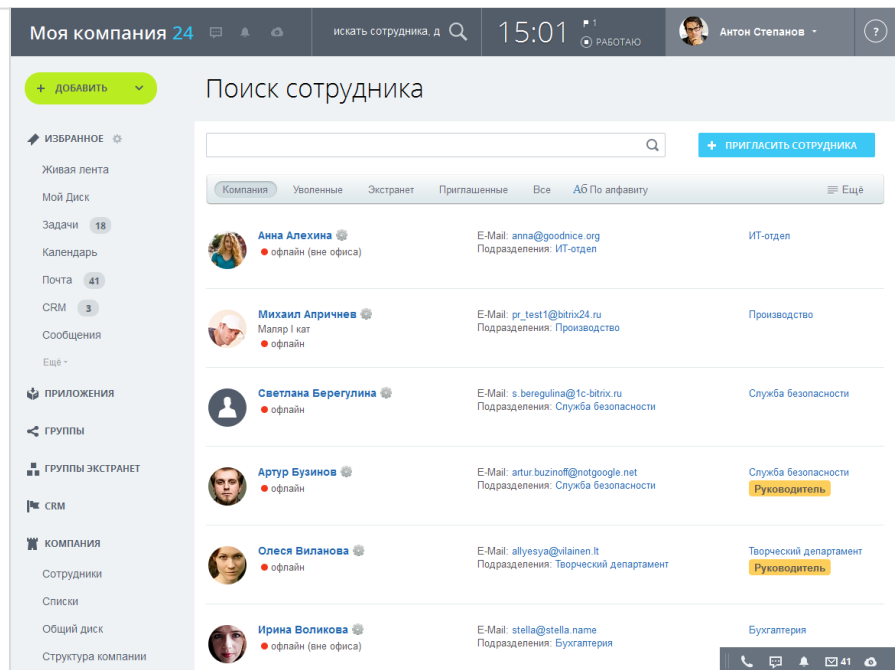 Моя компания 24
искать сотрудника, д
15:01
1
РАБОТАЮ
Антон Степанов
?
+ ДОБАВИТЬ
Поиск сотрудника
+ ПРИГЛАСИТЬ СОТРУДНИКА
ИЗБРАННОЕ
Живая лента
Мой Диск
Задачи 18
Календарь
Почта 41
CRM 3
Сообщения
Ещё
ПРИЛОЖЕНИЯ
ГРУППЫ
ГРУППЫ ЭКСТРАНЕТ
CRM
КОМПАНИЯ
Сотрудники
Списки
Общий диск
Структура компании
Компания Уволенные Экстранет Приглашенные Все Аб По алфавиту Ещё
Анна Алехина
офлайн (вне офиса)
E-Mail: anna@goodnice.org
Подразделения: ИТ-отдел
ИТ-отдел
Михаил Апричнев
Маляр I кат
офлайн
E-Mail: pr_test1@bitrix24.ru
Подразделения: Производство
Производство
Светлана Берегулина
офлайн
E-Mail: s.beregulina@1c-bitrix.ru
Подразделения: Служба безопасности
Служба безопасности
Артур Бузинов
офлайн
E-Mail: artur.buzinoff@notgoogle.net
Подразделения: Служба безопасности
Служба безопасности
Руководитель
Олеся Виланова
офлайн
E-Mail: allyesya@vilainen.lt
Подразделения: Творческий департамент
Творческий департамент
Руководитель
Ирина Воликова
офлайн (вне офиса)
E-Mail: stella@stella.name
Подразделения: Бухгалтерия
Бухгалтерия
41